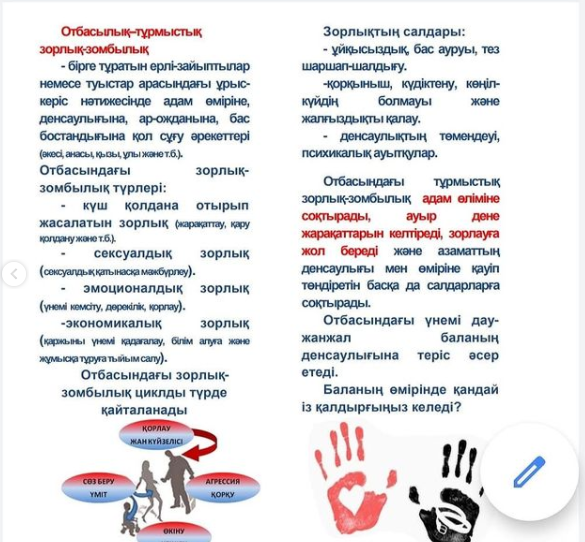 Отбасылық–тұрмыстық
зорлық-зомбылық
- бірге тұратын ерлі-зайыптылар
немесе туыстар арасындағы ұрыс-
керіс нәтижесінде адам өміріне,
денсаулығына, ар-ожданына, бас
бостандығына қол сұғу әрекеттері
(әкесі, анасы, қызы, ұлы және т.б.).
Отбасындағы зорлық-
зомбылық түрлері:
- күш қолдана отырып
жасалатын зорлық (жарақаттау, қару
қолдану және т.б.).
- сексуалдық зорлық
(сексуалдық қатынасқа мәжбүрлеу).
- эмоционалдық зорлық
(үнемі кемсіту, дөрекілік, қорлау).
-экономикалық зорлық
(қаржыны үнемі қадағалау, білім алуға және
жұмысқа тұруға тыйым салу).
Отбасындағы зорлық-
зомбылық циклды түрде
қайталанады
ҚОРЛАУ
ЖАН КҮЙЗЕЛІСІ
СӨЗ БЕРУ
ҮМІТ
АГРЕССИЯ
ҚОРҚУ
ӨКІНУ
Зорлықтың салдары:
- ұйқысыздық, бас ауруы, тез
шаршап-шалдығу.
-қорқыныш, күдіктену, көңіл-
күйдің болмауы және
жалғыздықты қалау.
- денсаулықтың төмендеуі,
психикалық ауытқулар.
Отбасындағы тұрмыстық
зорлық-зомбылық адам өліміне
соқтырады, ауыр дене
жарақаттарын келтіреді, зорлауға
жол береді және азаматтың
денсаулығы мен өміріне қауіп
төндіретін басқа да салдарларға
соқтырады.
Отбасындағы үнемі дау-
жанжал баланың
денсаулығына теріс әсер
етеді.
Баланың өмірінде қандай
із қалдырғыңыз келеді?